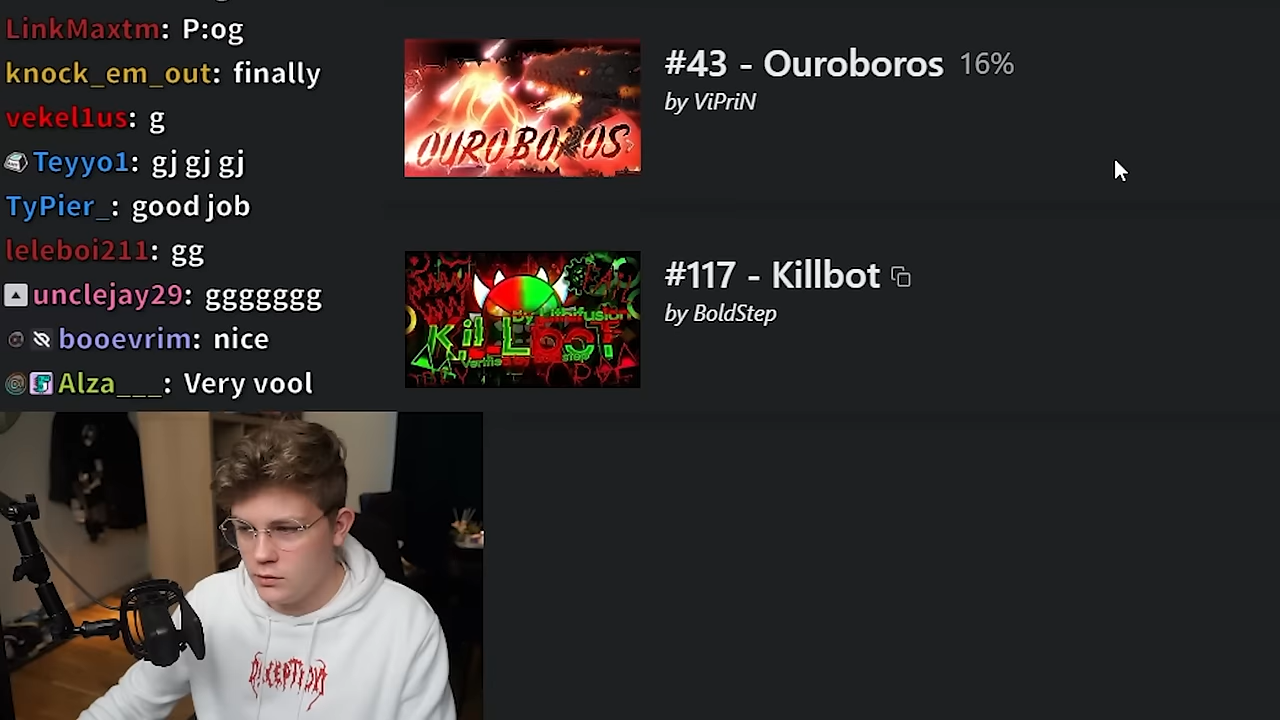 LinkMaxtm: P:og
knock_em_out: finally
vekel1us: g
Teyyo1: gj gj gj
TyPier_: good job
leleboi211: gg
unclejay29: ggggggg
booevrim: nice
Alza___: Very vool
OUROBOROS
#43 - Ouroboros 16%
by ViPriN
KiLLBOT
#117 - Killbot
by BoldStep